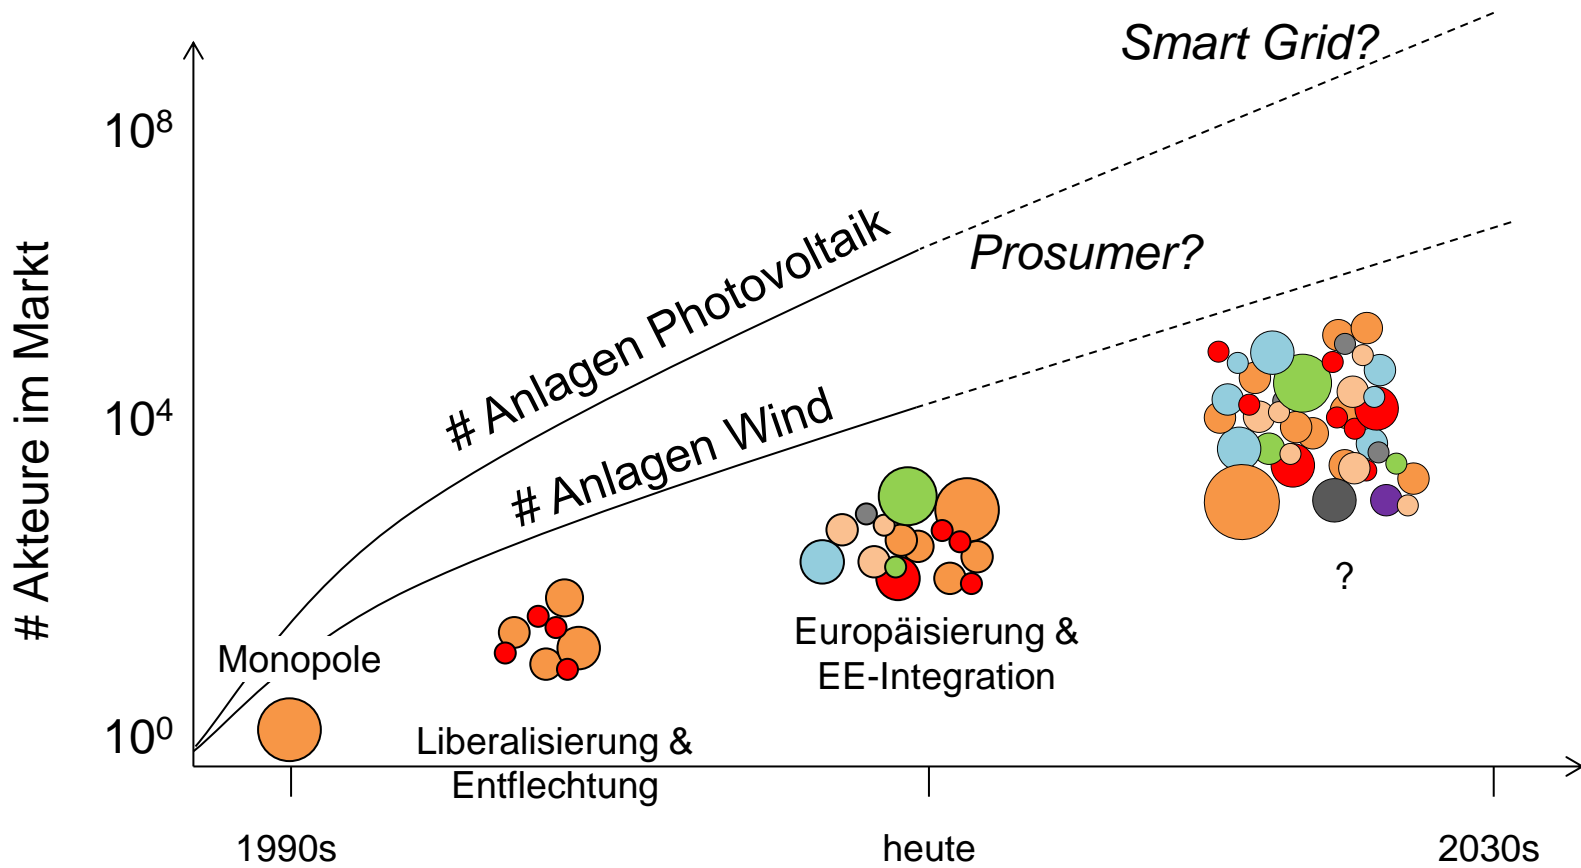 Smart Grid?
10⁸
# Akteure im Markt
# Anlagen Photovoltaik
Prosumer?
10⁴
# Anlagen Wind
?
Europäisierung &
EE-Integration
Monopole
10⁰
Liberalisierung &
Entflechtung
1990s
heute
2030s